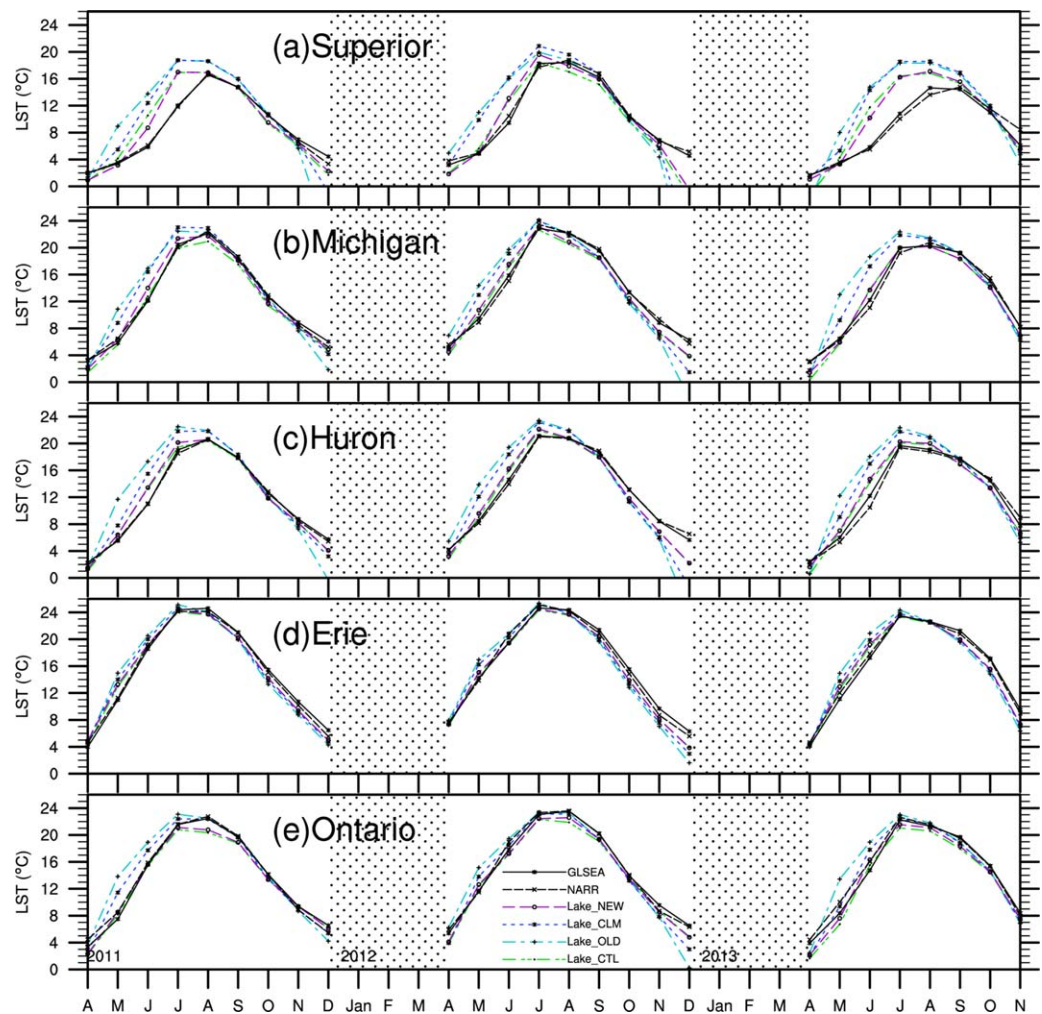 24
20
16
12
8
4
0
LST (°C)
(a)Superior
24
20
16
12
8
4
0
LST (°C)
(b)Michigan
24
20
16
12
8
4
0
LST (°C)
(c)Huron
24
20
16
12
8
4
0
LST (°C)
(d)Erie
24
20
16
12
8
4
0
LST (°C)
(e)Ontario
GLSEA
NARR
Lake_NEW
Lake_CLM
Lake_OLD
Lake_CTL
2011 2012 2013
A M J J A S O N D Jan F M A M J J A S O N D Jan F M A M J J A S O N